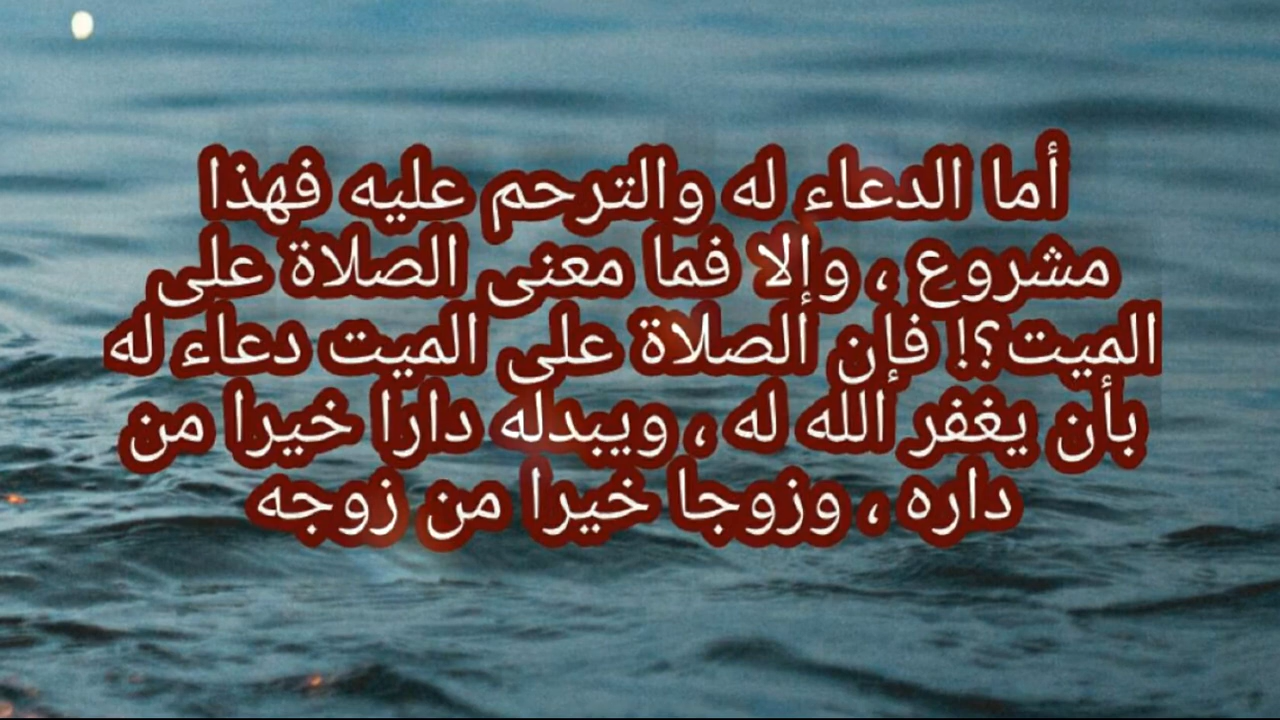 أما الدعاء له والترحم عليه فهذا
مشروع ، وإلا فما معنى الصلاة على
الميت؟! فإن الصلاة على الميت دعاء له
بأن يغفر الله له ، ويبدله دارا خيرا من
داره ، وزوجا خيرا من زوجه